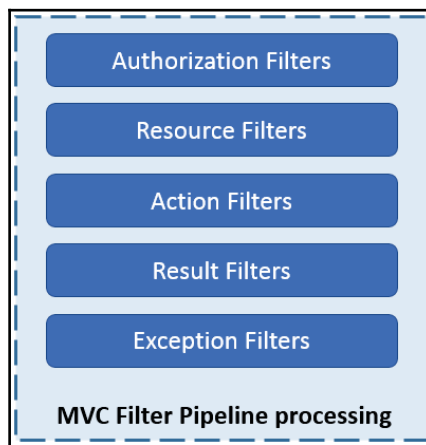 Authorization Filters
Resource Filters
Action Filters
Result Filters
Exception Filters
MVC Filter Pipeline processing